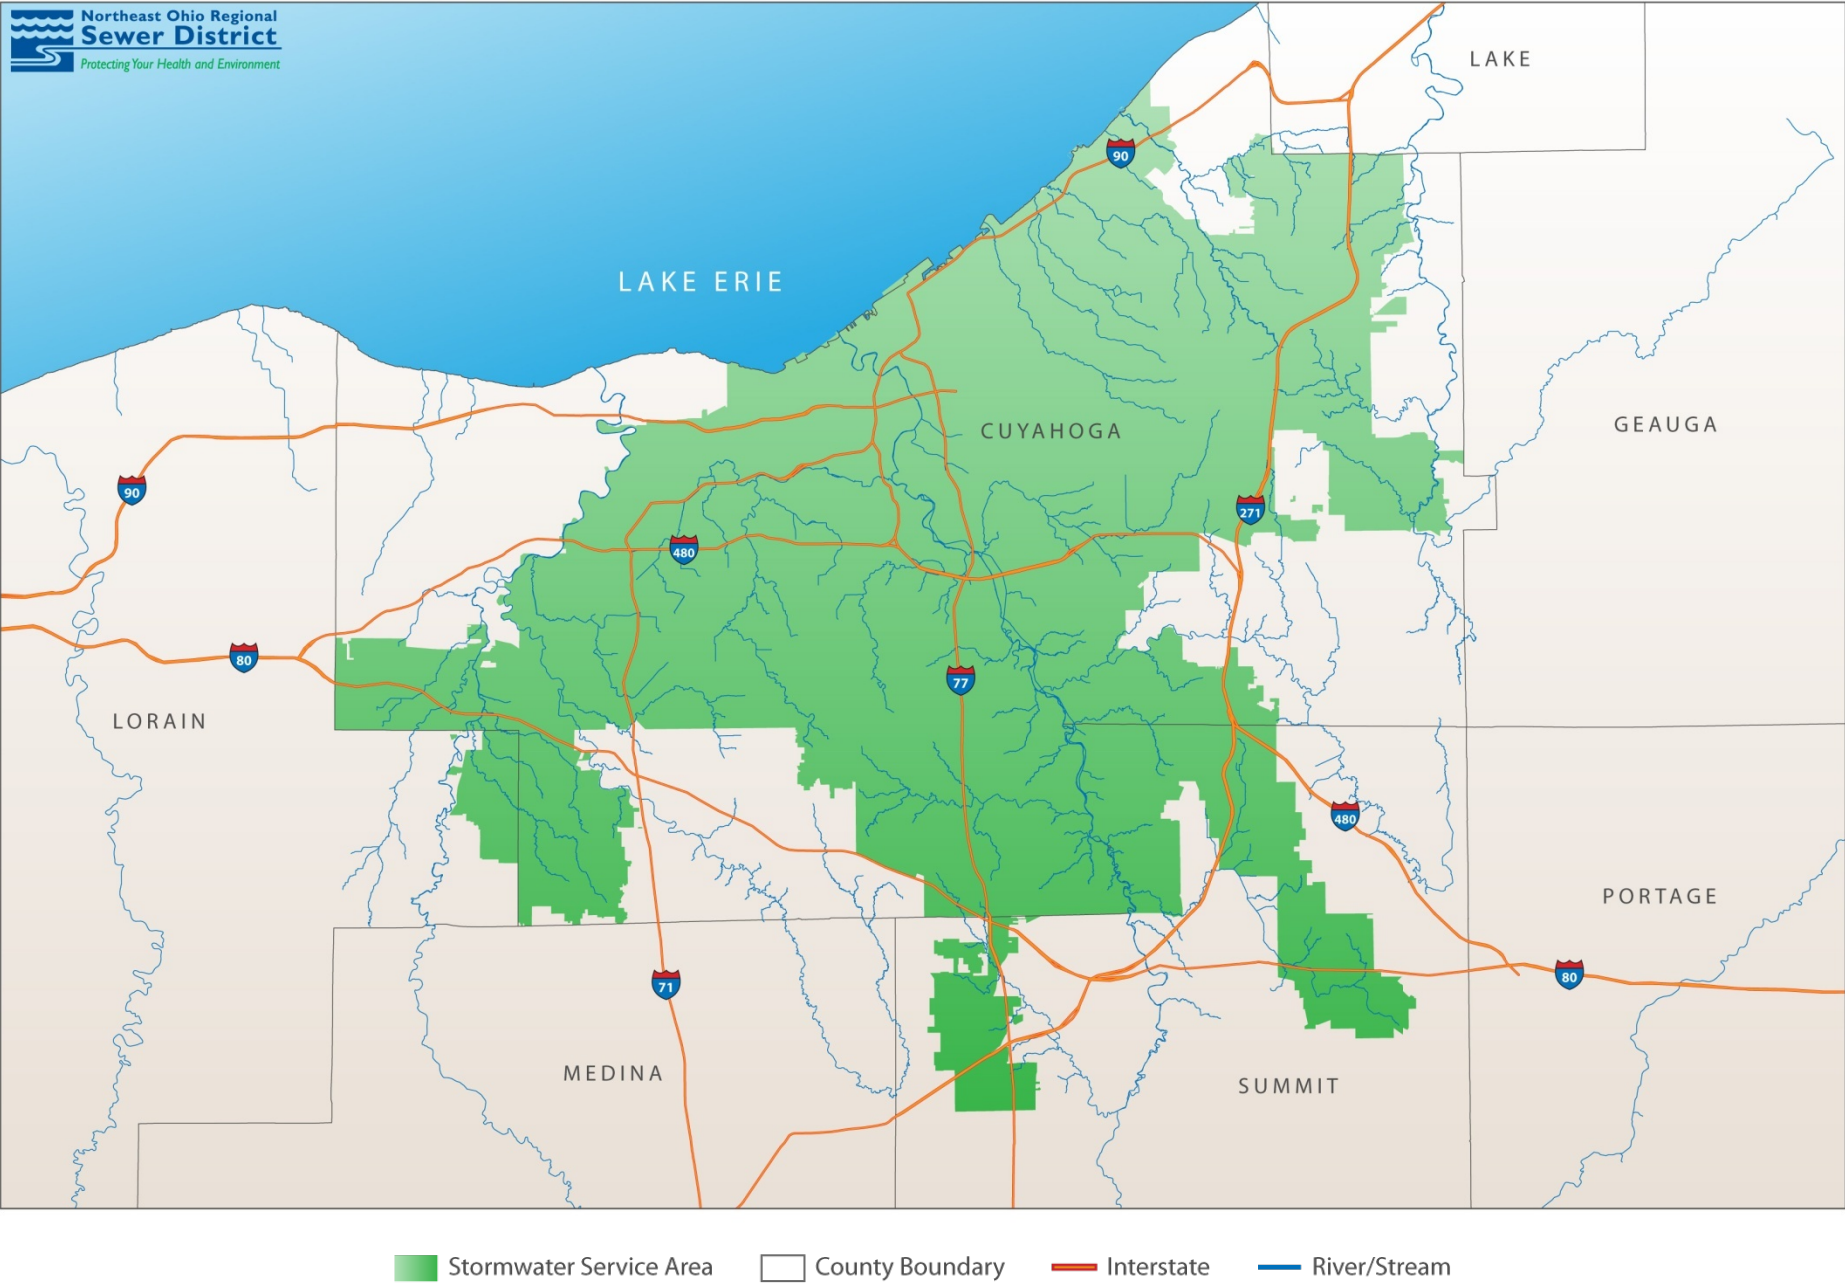 Northeast Ohio Regional
Sewer District
Protecting Your Health and Environment
LAKE
90
LAKE ERIE
GEAUGA
CUYAHOGA
90
271
480
80
77
LORAIN
480
PORTAGE
80
71
MEDINA
SUMMIT
Stormwater Service Area
County Boundary
Interstate
River/Stream